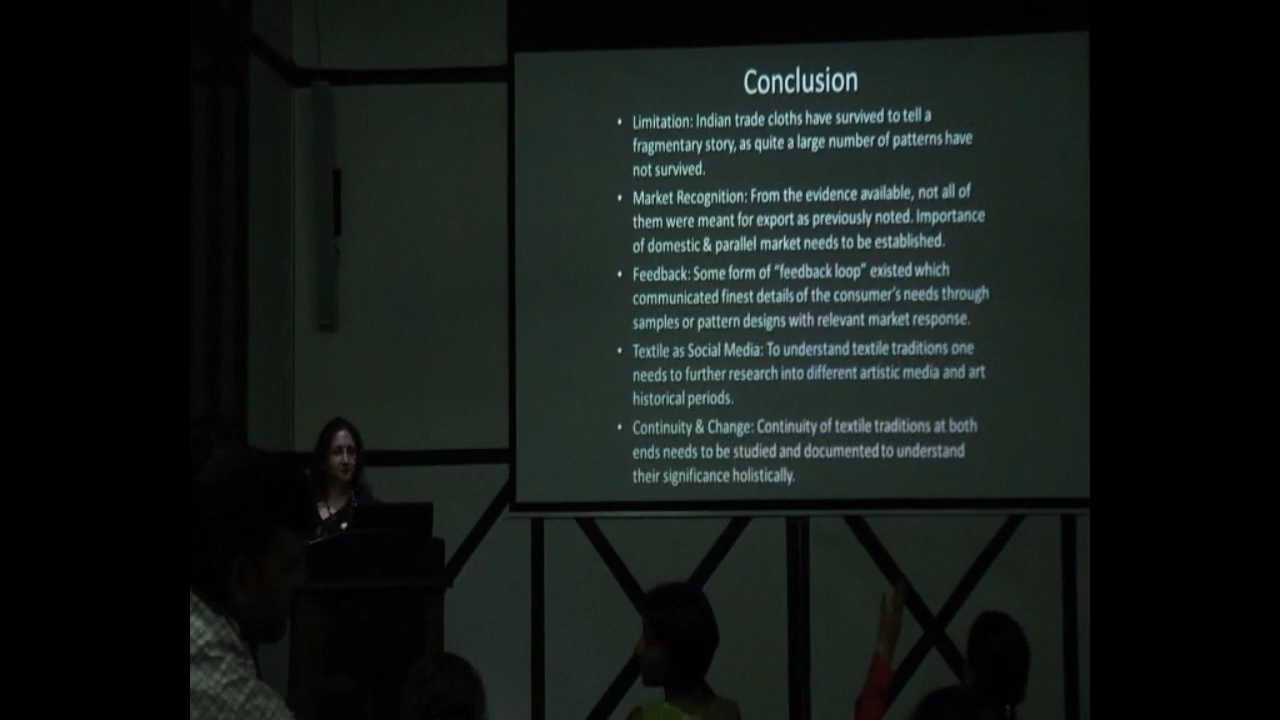 Conclusion
• Limitation: Indian trade cloths have survived to tell a
fragmentary story, as quite a large number of patterns have
not survived.
• Market Recognition: From the evidence available, not all of
them were meant for export as previously noted. Importance
of domestic & parallel market needs to be established.
• Feedback: Some form of “feedback loop” existed which
communicated finest details of the consumer’s needs through
samples or pattern designs with relevant market response.
• Textile as Social Media: To understand textile traditions one
needs to further research into different artistic media and art
historical periods.
• Continuity & Change: Continuity of textile traditions at both
ends needs to be studied and documented to understand
their significance holistically.